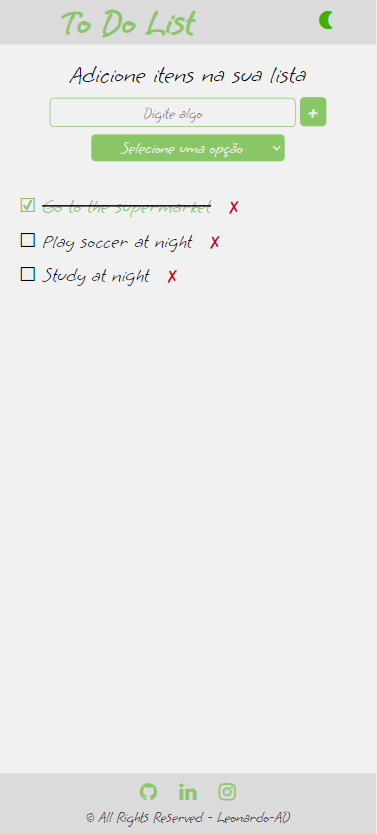 To Do List
Adicione itens na sua lista
Digite algo
+
Selecione uma opção
Go to the supermarket ✗
Play soccer at night ✗
Study at night ✗
in
© All Rights Reserved - Leonardo-AD